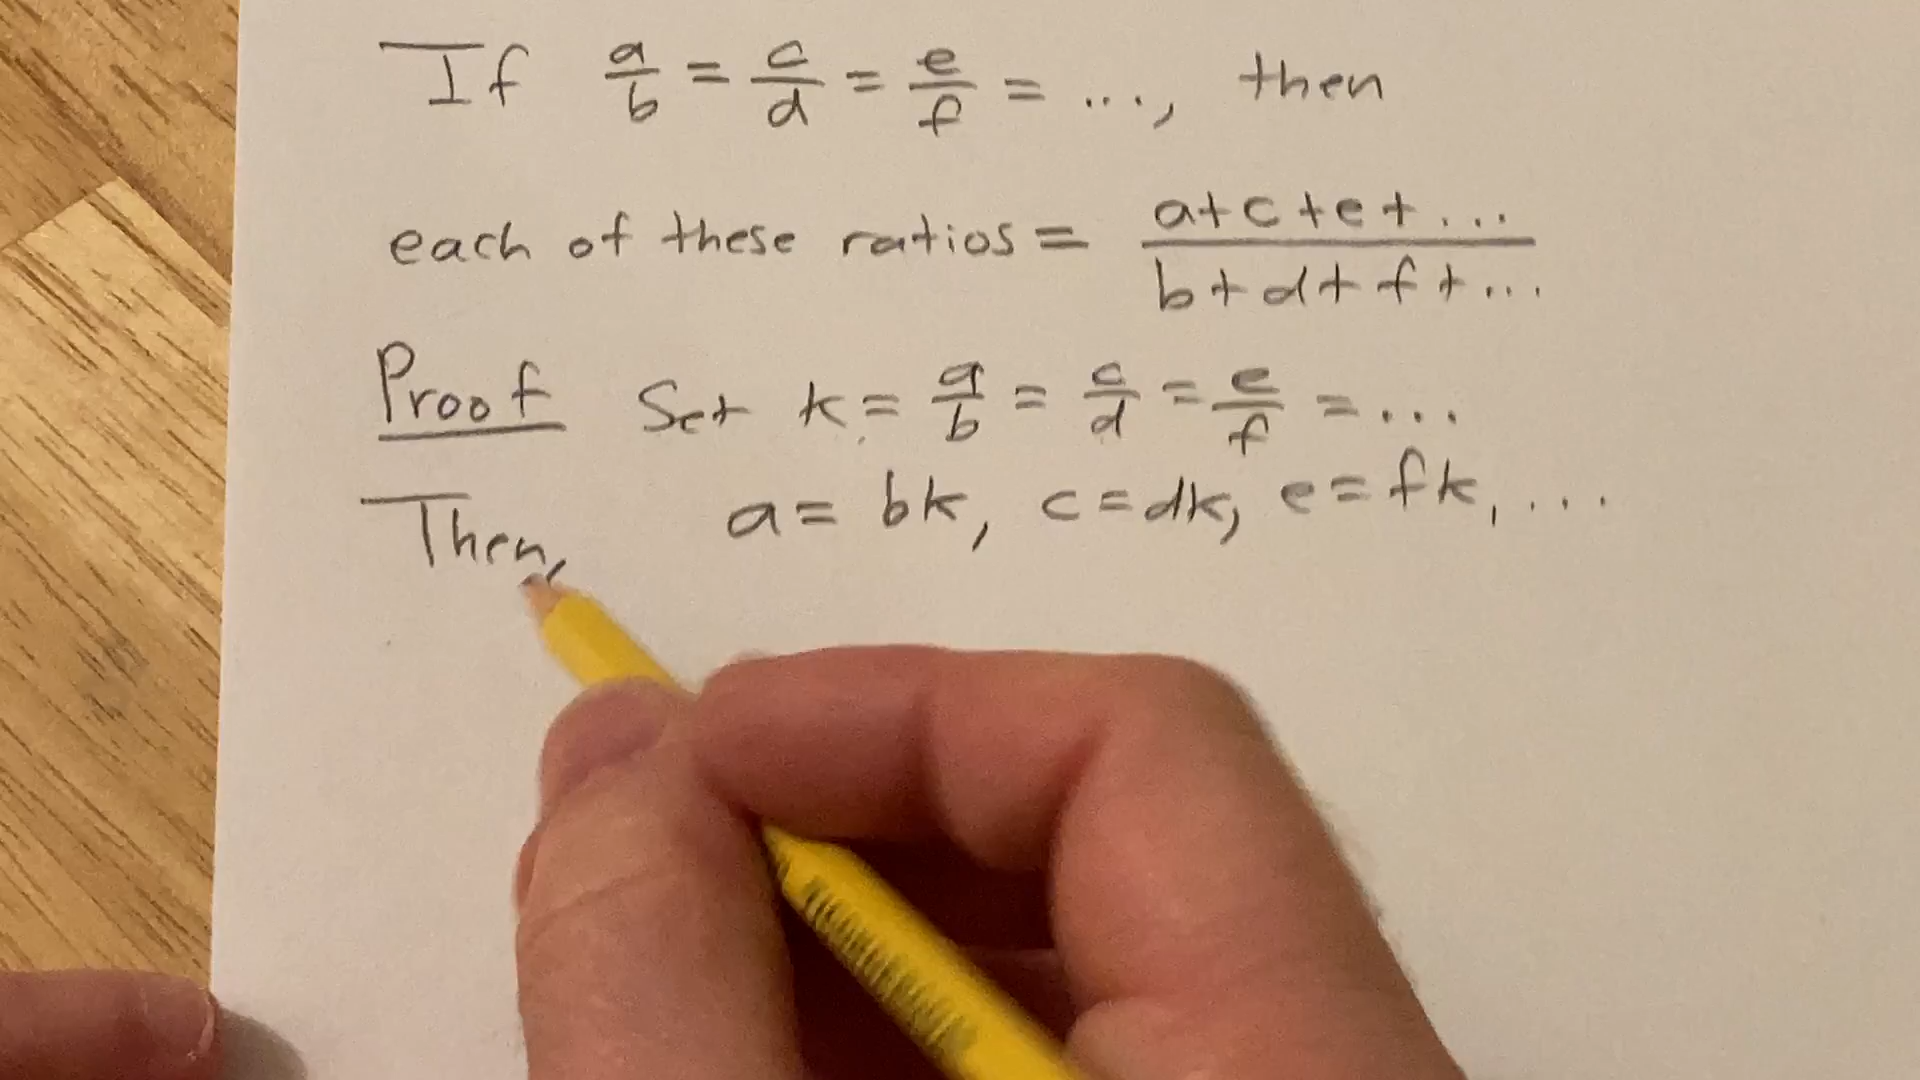 If a/b = c/d = e/f = ..., then
each of these ratios = a+c+e+... / b+d+f+...
Proof Set k = a/b = c/d = e/f = ...
a = bk, c = dk, e = fk, ...
Then,